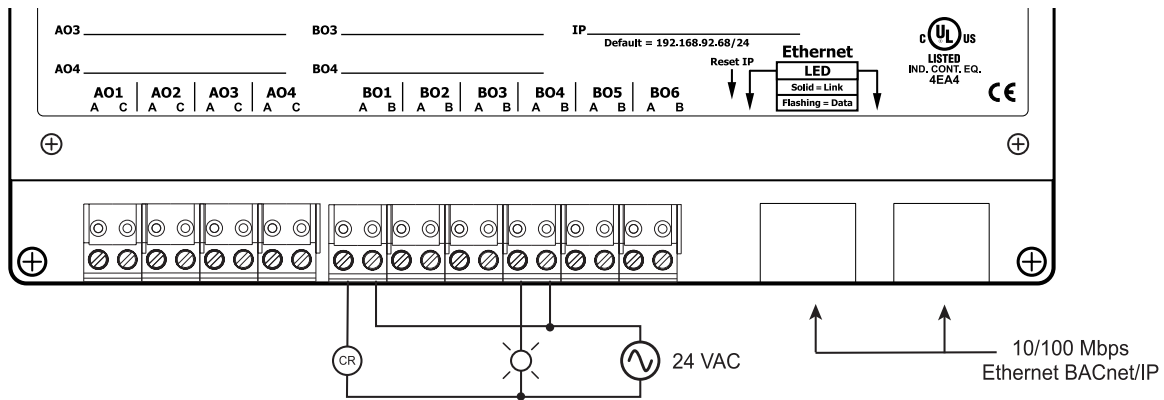 AO3 BO3 IP
Default = 192.168.92.68/24
AO4 BO4
Reset IP
Ethernet
LED
Solid = Link
Flashing = Data
C UL US
LISTED
IND. CONT. EQ.
4EA4
CE
AO1 AO2 AO3 AO4 BO1 BO2 BO3 BO4 BO5 BO6
A C A C A C A C A B A B A B A B A B A B
CR
24 VAC
10/100 Mbps
Ethernet BACnet/IP